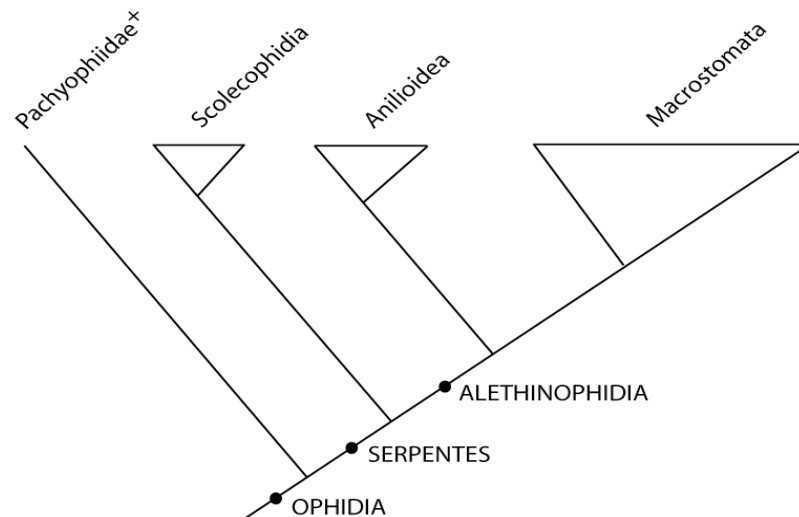 Pachyophiidae⁺
Scolecophidia
Anilioidea
Macrostomata
ALETHINOPHIDIA
SERPENTES
OPHIDIA